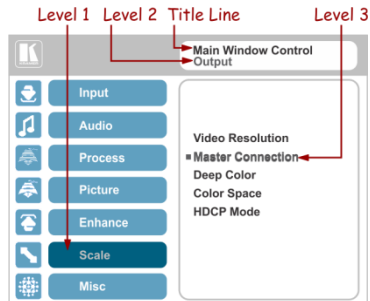 Level 1 Level 2 Title Line Level 3
Main Window Control
Output
Input
Audio
Process
Picture
Enhance
Scale
Misc
Video Resolution
Master Connection
Deep Color
Color Space
HDCP Mode